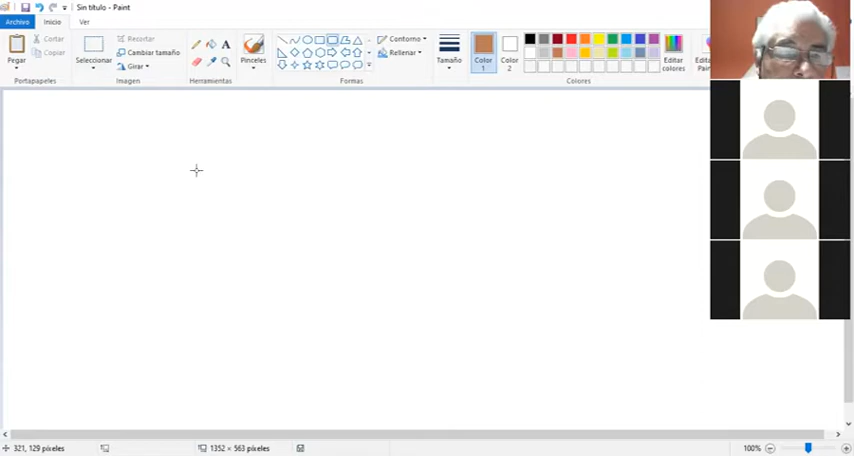 Sin título - Paint
Archivo Inicio Ver
Pegar
Cortar
Copiar
Portapapeles
Seleccionar
Recortar
Cambiar tamaño
Girar
Imagen
A
Herramientas
Pinceles
Contorno
Rellenar
Formas
Tamaño
Color
1
Color
2
Editar
colores
Colores
321, 129 píxeles
1352 × 563 píxeles
100%